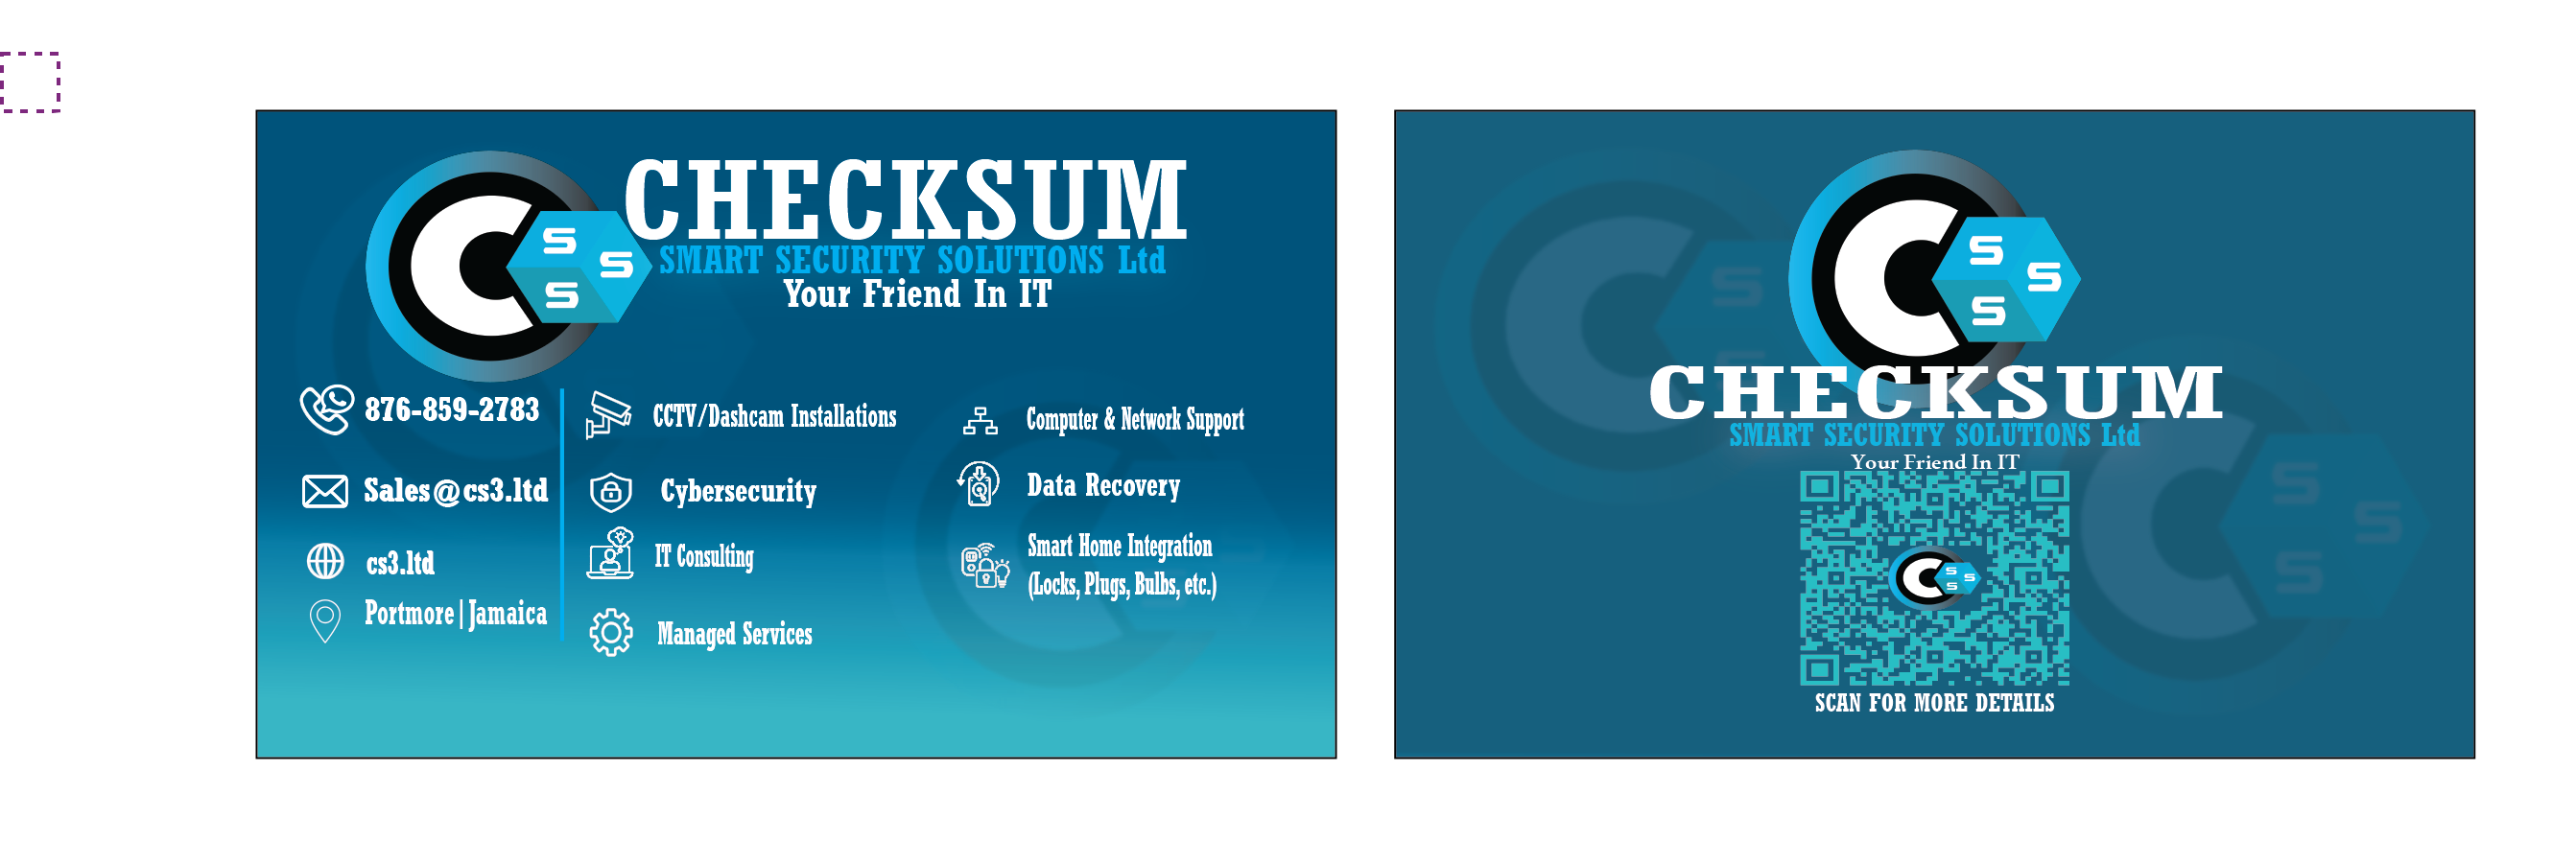 CHECKSUM
SMART SECURITY SOLUTIONS Ltd
Your Friend In IT
C
S
S
S
876-859-2783
Sales@cs3.ltd
cs3.ltd
Portmore|Jamaica
CCTV/Dashcam Installations
Cybersecurity
IT Consulting
Managed Services
Computer & Network Support
Data Recovery
Smart Home Integration
(Locks, Plugs, Bulbs, etc.)
C
S
S
S
CHECKSUM
SMART SECURITY SOLUTIONS Ltd
Your Friend In IT
C
S
S
S
SCAN FOR MORE DETAILS